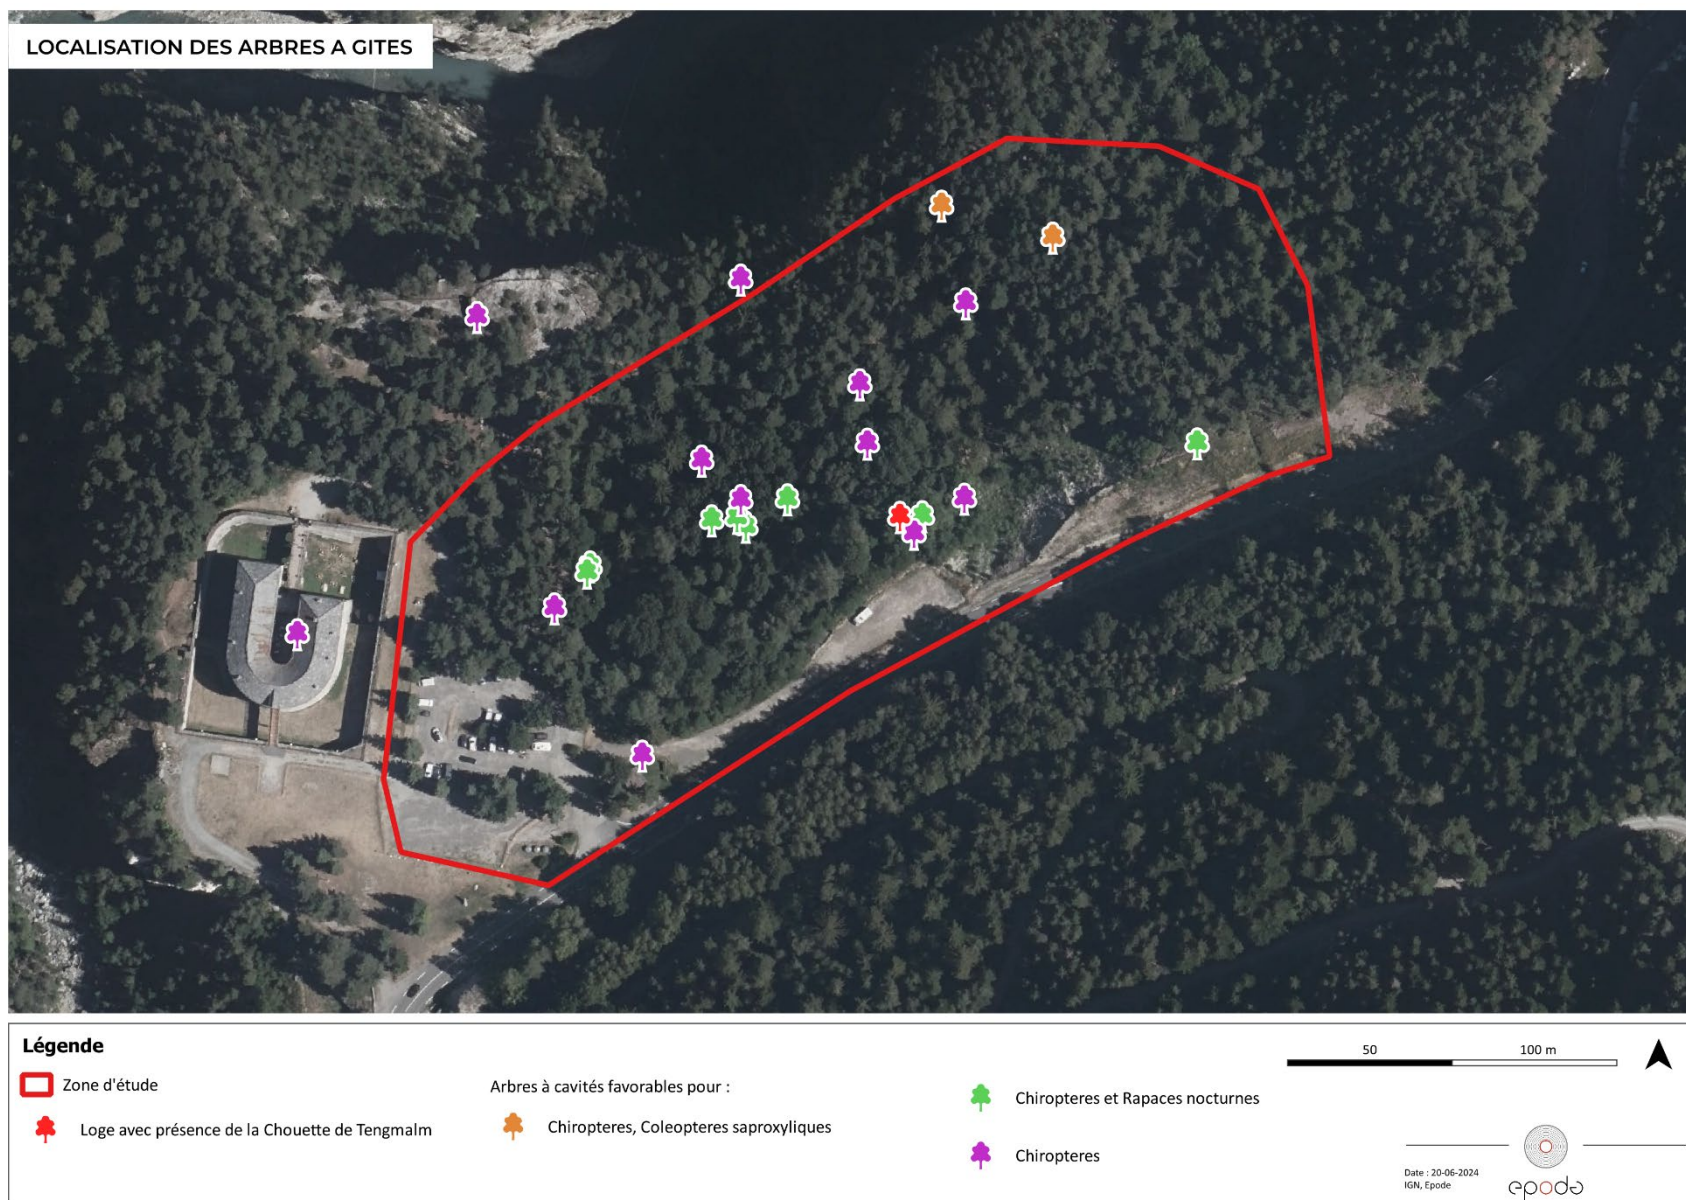 LOCALISATION DES ARBRES A GITES
Légende
Zone d'étude
Loge avec présence de la Chouette de Tengmalm
Arbres à cavités favorables pour :
Chiropteres, Coleopteres saproxyliques
Chiropteres et Rapaces nocturnes
Chiropteres
50
100 m
Date : 20-06-2024
IGN, Epode
epode